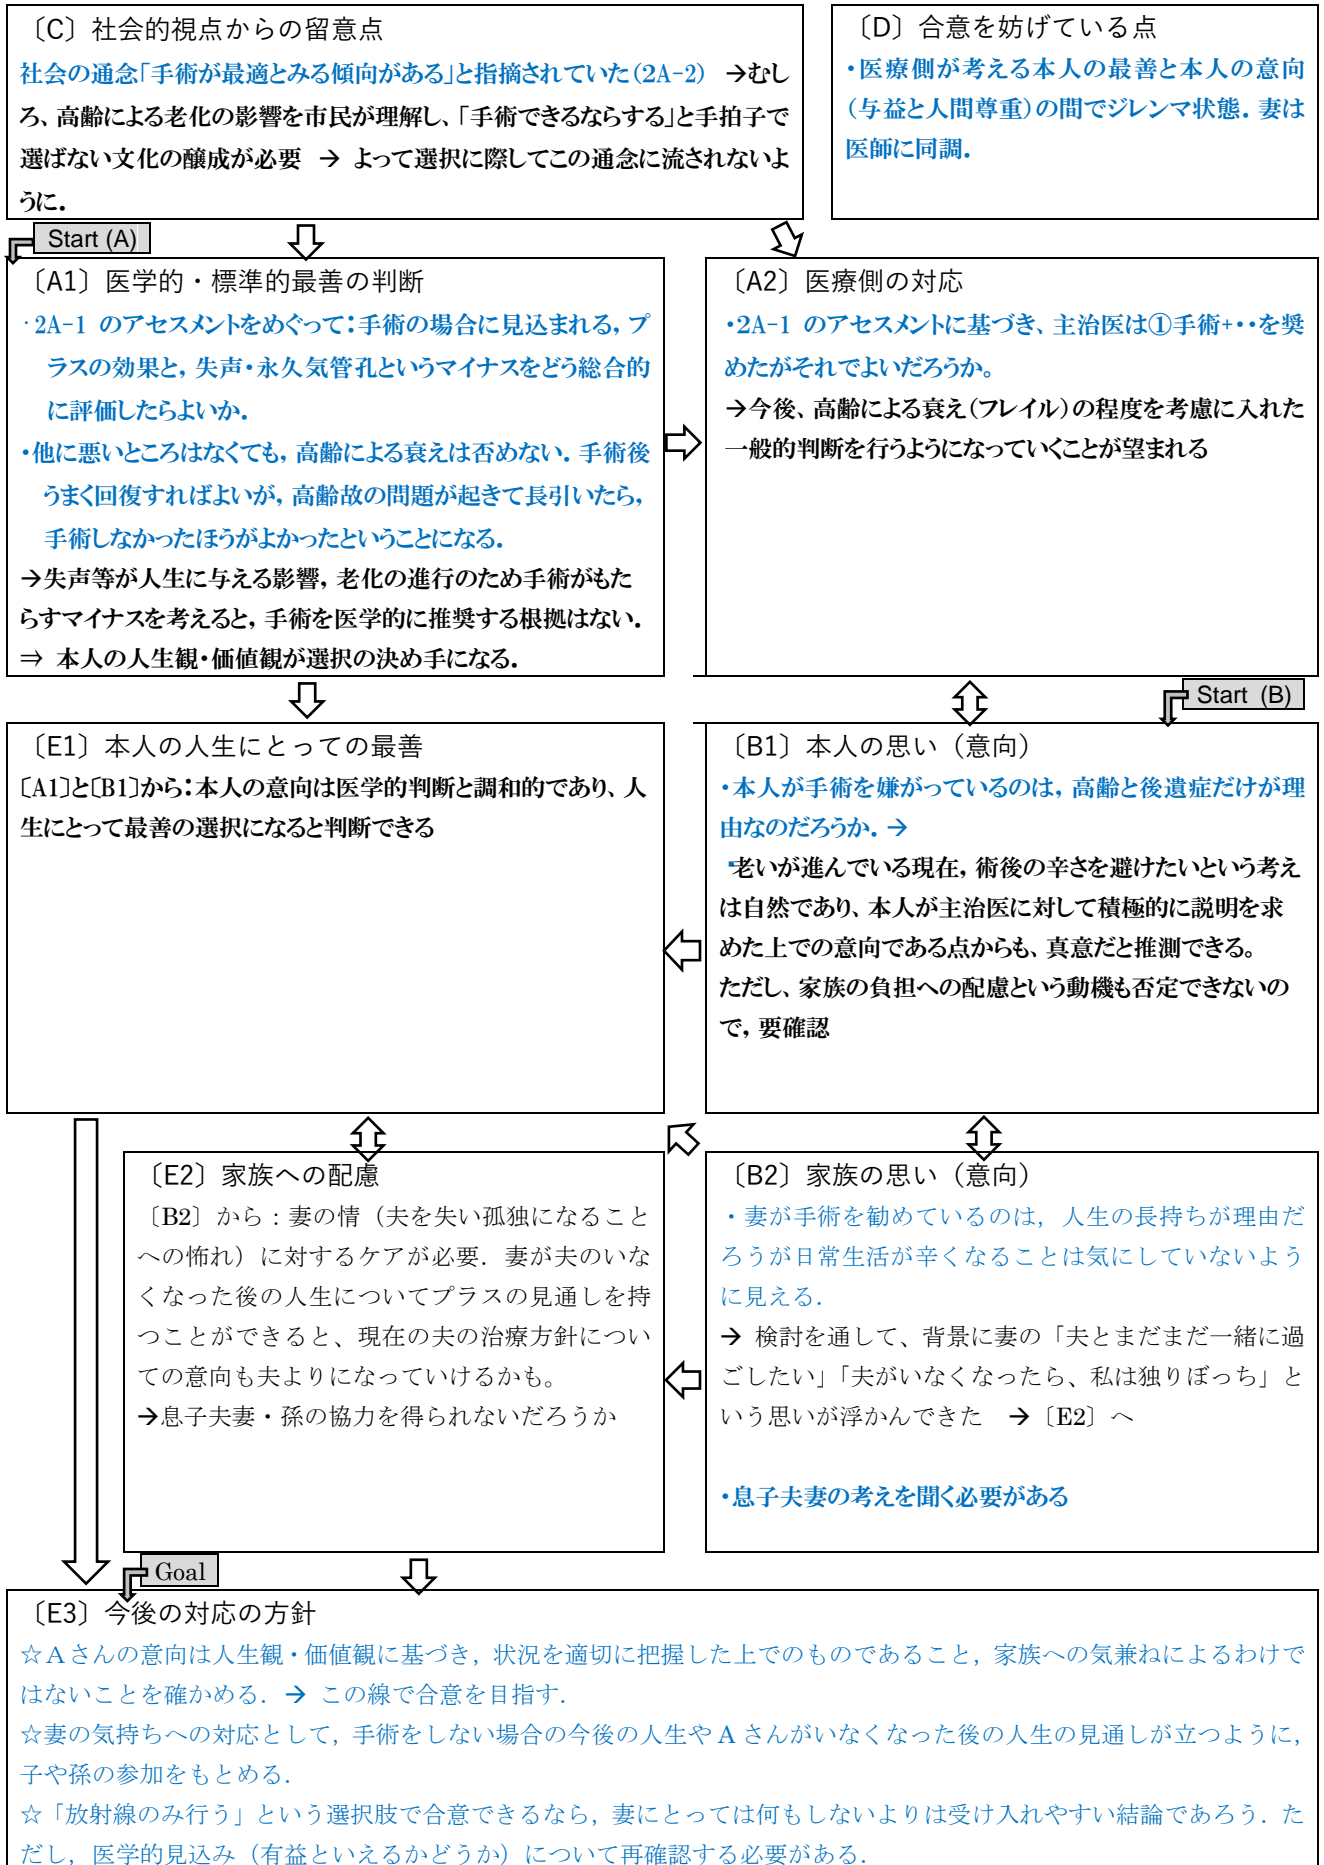 〔C〕社会的視点からの留意点
社会の通念「手術が最適とみる傾向がある」と指摘されていた(2A-2) →むし
ろ、高齢による老化の影響を市民が理解し、「手術できるならする」と手拍子で
選ばない文化の醸成が必要 → よって選択に際してこの通念に流されないよ
うに.
〔D〕合意を妨げている点
・医療側が考える本人の最善と本人の意向
(与益と人間尊重)の間でジレンマ状態. 妻は
医師に同調.
Start (A)
〔A1〕医学的・標準的最善の判断
・2A-1 のアセスメントをめぐって:手術の場合に見込まれる, プ
ラスの効果と, 失声・永久気管孔というマイナスをどう総合的
に評価したらよいか.
・他に悪いところはなくても, 高齢による衰えは否めない. 手術後
うまく回復すればよいが, 高齢故の問題が起きて長引いたら,
手術しなかったほうがよかったということになる.
→失声等が人生に与える影響, 老化の進行のため手術がもた
らすマイナスを考えると, 手術を医学的に推奨する根拠はない.
⇒ 本人の人生観・価値観が選択の決め手になる.
〔A2〕医療側の対応
・2A-1 のアセスメントに基づき、主治医は①手術+・・を奨
めたがそれでよいだろうか。
→今後、高齢による衰え(フレイル)の程度を考慮に入れた
一般的判断を行うようになっていくことが望まれる
Start (B)
〔E1〕本人の人生にとっての最善
〔A1〕と〔B1〕から:本人の意向は医学的判断と調和的であり、人
生にとって最善の選択になると判断できる
〔B1〕本人の思い（意向）
・本人が手術を嫌がっているのは, 高齢と後遺症だけが理
由なのだろうか. →
・老いが進んでいる現在, 術後の辛さを避けたいという考え
は自然であり、本人が主治医に対して積極的に説明を求
めた上での意向である点からも、真意だと推測できる。
ただし、家族の負担への配慮という動機も否定できないの
で, 要確認
〔E2〕家族への配慮
〔B2〕から：妻の情（夫を失い孤独になること
への怖れ）に対するケアが必要．妻が夫のいな
くなった後の人生についてプラスの見通しを持
つことができると、現在の夫の治療方針につい
ての意向も夫よりになっていけるかも。
→息子夫妻・孫の協力を得られないだろうか
〔B2〕家族の思い（意向）
・妻が手術を勧めているのは，人生の長持ちが理由だ
ろうが日常生活が辛くなることは気にしていないよう
に見える．
→ 検討を通して、背景に妻の「夫とまだまだ一緒に過
ごしたい」「夫がいなくなったら、私は独りぼっち」と
いう思いが浮かんできた　→〔E2〕へ
・息子夫妻の考えを聞く必要がある
Goal
〔E3〕今後の対応の方針
☆Ａさんの意向は人生観・価値観に基づき，状況を適切に把握した上でのものであること，家族への気兼ねによるわけで
はないことを確かめる．→ この線で合意を目指す．
☆妻の気持ちへの対応として，手術をしない場合の今後の人生や A さんがいなくなった後の人生の見通しが立つように，
子や孫の参加をもとめる．
☆「放射線のみ行う」という選択肢で合意できるなら，妻にとっては何もしないよりは受け入れやすい結論であろう．た
だし，医学的見込み（有益といえるかどうか）について再確認する必要がある．